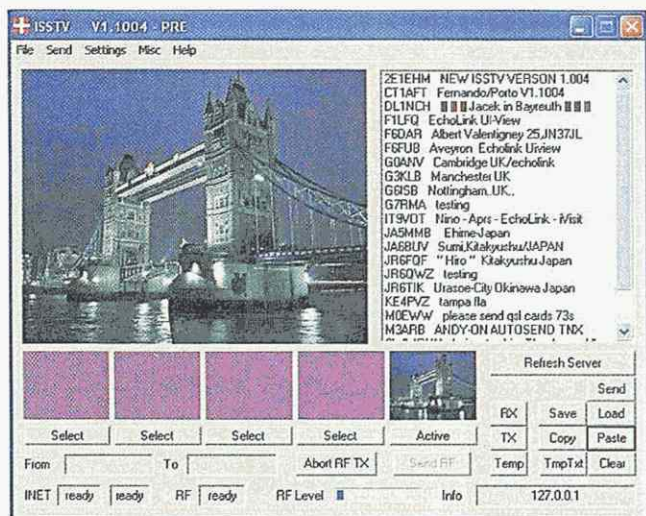 ISSTV V1.1004 - PRE
File Send Settings Misc Help
2E1EHM NEW ISSTV VERSON 1.004
CT1AFT Fernando/Porto V1.1004
DL1NCH Jacek in Bayreuth
F1LFQ EchoLink UI-View
F6DAR Albert Valentigney 25,JN37JL
F6FUB Aveyron Echolink Uiview
G0ANV Cambridge UK/echolink
G3KLB Manchester UK
G6ISB Nottingham. UK..
G7RMA testing
IT9VOT Nino - Aprs - EchoLink - iVisit
JA5MMB Ehime-Japan
JA6BUV Sumi,Kitakyushu/JAPAN
JR6FQF "Hiro" Kitakyushu Japan
JR6QWZ testing
JR6TIK Urasoe-City Okinawa Japan
KE4PVZ tampa fla
M0EWW please send qsl cards 73s
M3ARB ANDY-ON AUTOSEND TNX
Refresh Server
Send
RX Save Load
Select Select Select Select Active
TX Copy Paste
From To Abort RF TX Send RF
Temp TmpTxt Clear
INET ready ready RF ready RF Level Info 127.0.0.1